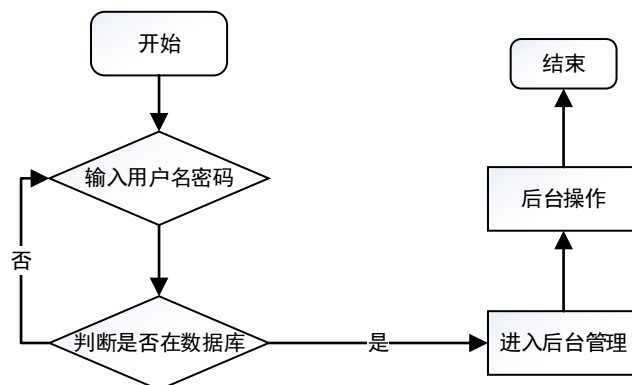 开始
输入用户名密码
否
判断是否在数据库
是
进入后台管理
后台操作
结束